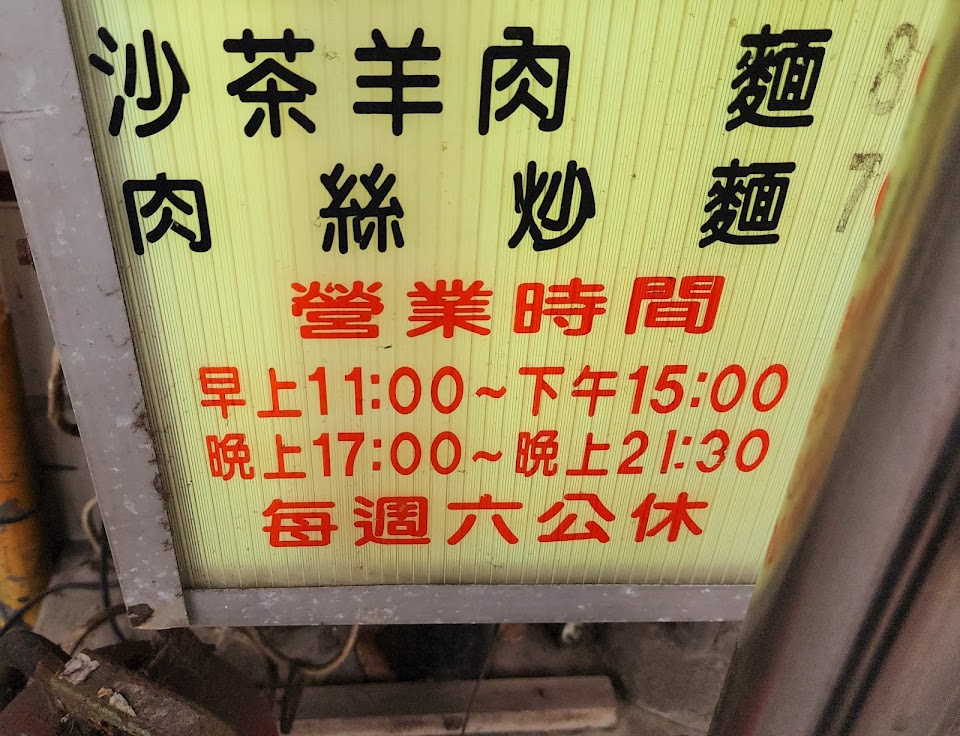 沙茶羊肉 麵 8
肉 絲 炒 麵 7
營業時間
早上11:00~下午15:00
晚上17:00~晚上21:30
每週六公休